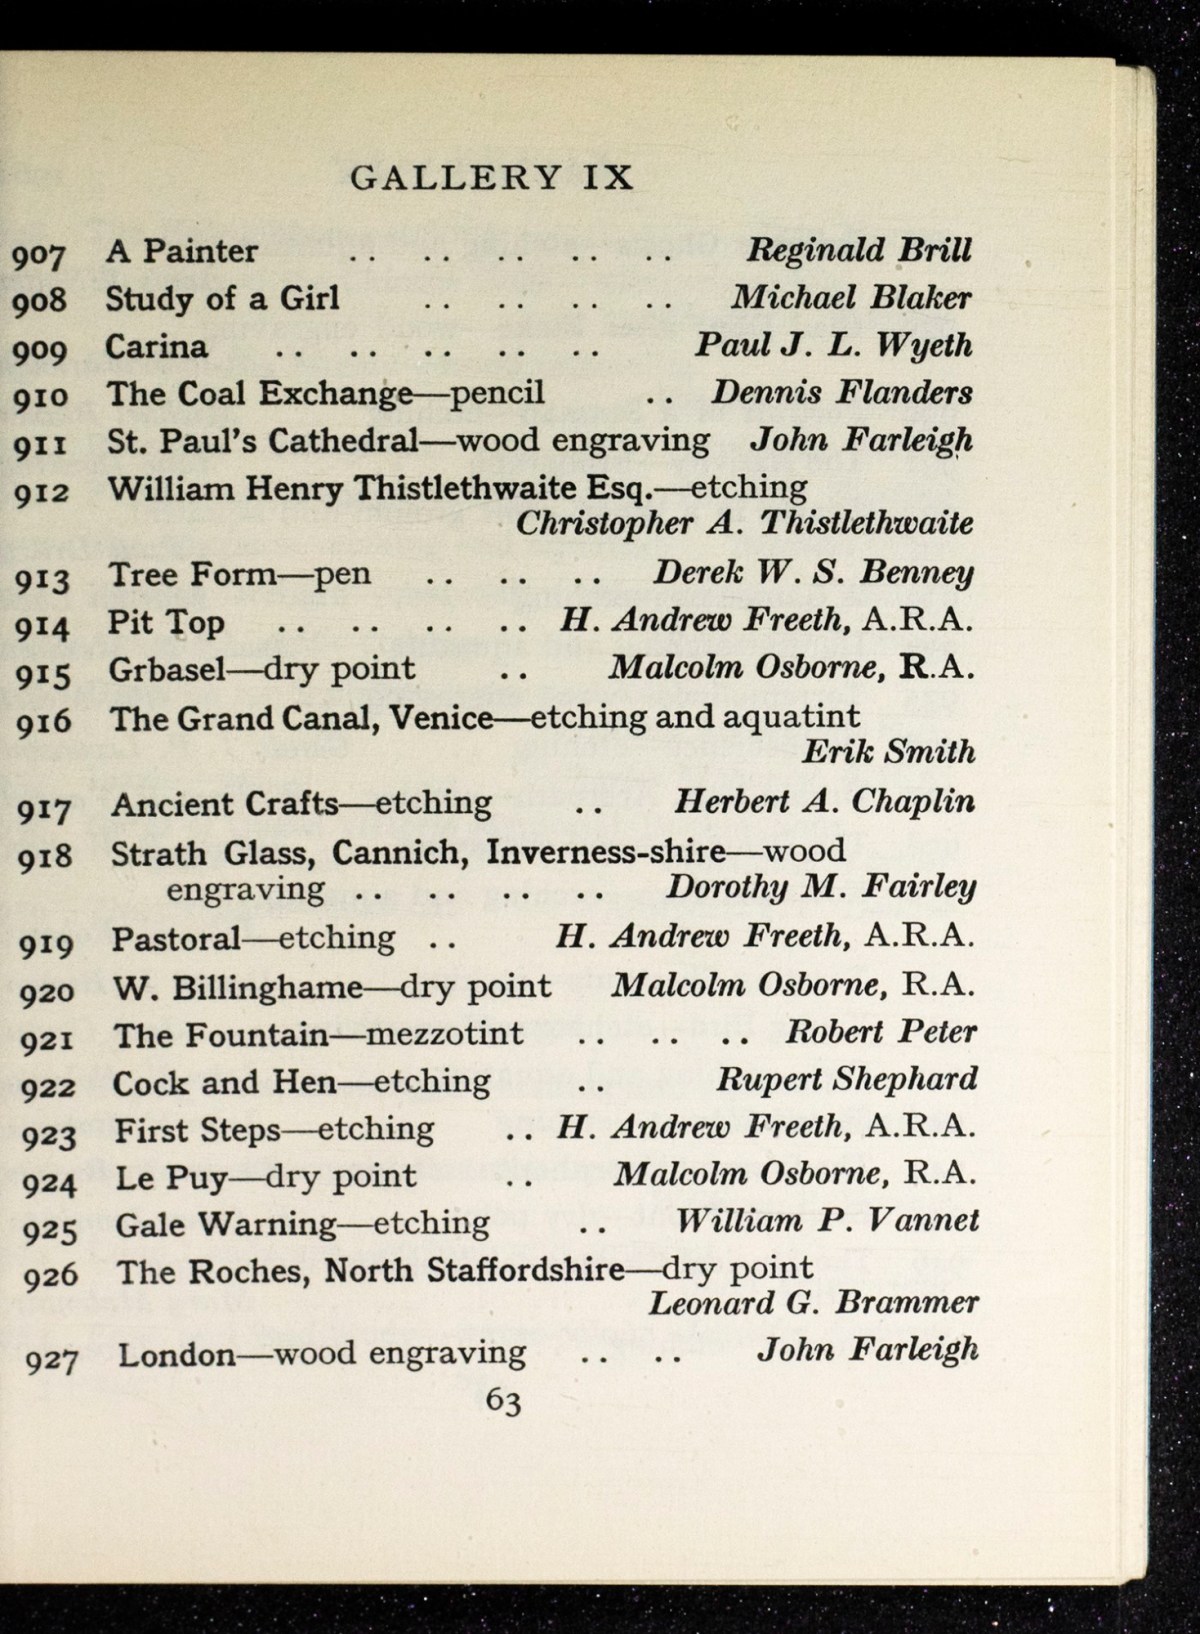 GALLERY IX
907 A Painter .. .. .. .. .. Reginald Brill
908 Study of a Girl .. .. .. .. Michael Blaker
909 Carina .. .. .. .. .. Paul J. L. Wyeth
910 The Coal Exchange—pencil .. Dennis Flanders
911 St. Paul's Cathedral—wood engraving John Farleigh
912 William Henry Thistlethwaite Esq.—etching
Christopher A. Thistlethwaite
913 Tree Form—pen .. .. .. Derek W. S. Benney
914 Pit Top .. .. .. .. H. Andrew Freeth, A.R.A.
915 Grbasel—dry point .. Malcolm Osborne, R.A.
916 The Grand Canal, Venice—etching and aquatint
Erik Smith
917 Ancient Crafts—etching .. Herbert A. Chaplin
918 Strath Glass, Cannich, Inverness-shire—wood
engraving .. .. .. .. Dorothy M. Fairley
919 Pastoral—etching .. H. Andrew Freeth, A.R.A.
920 W. Billinghame—dry point Malcolm Osborne, R.A.
921 The Fountain—mezzotint .. .. .. Robert Peter
922 Cock and Hen—etching .. Rupert Shephard
923 First Steps—etching .. H. Andrew Freeth, A.R.A.
924 Le Puy—dry point .. Malcolm Osborne, R.A.
925 Gale Warning—etching .. William P. Vannet
926 The Roches, North Staffordshire—dry point
Leonard G. Brammer
927 London—wood engraving .. .. John Farleigh
63